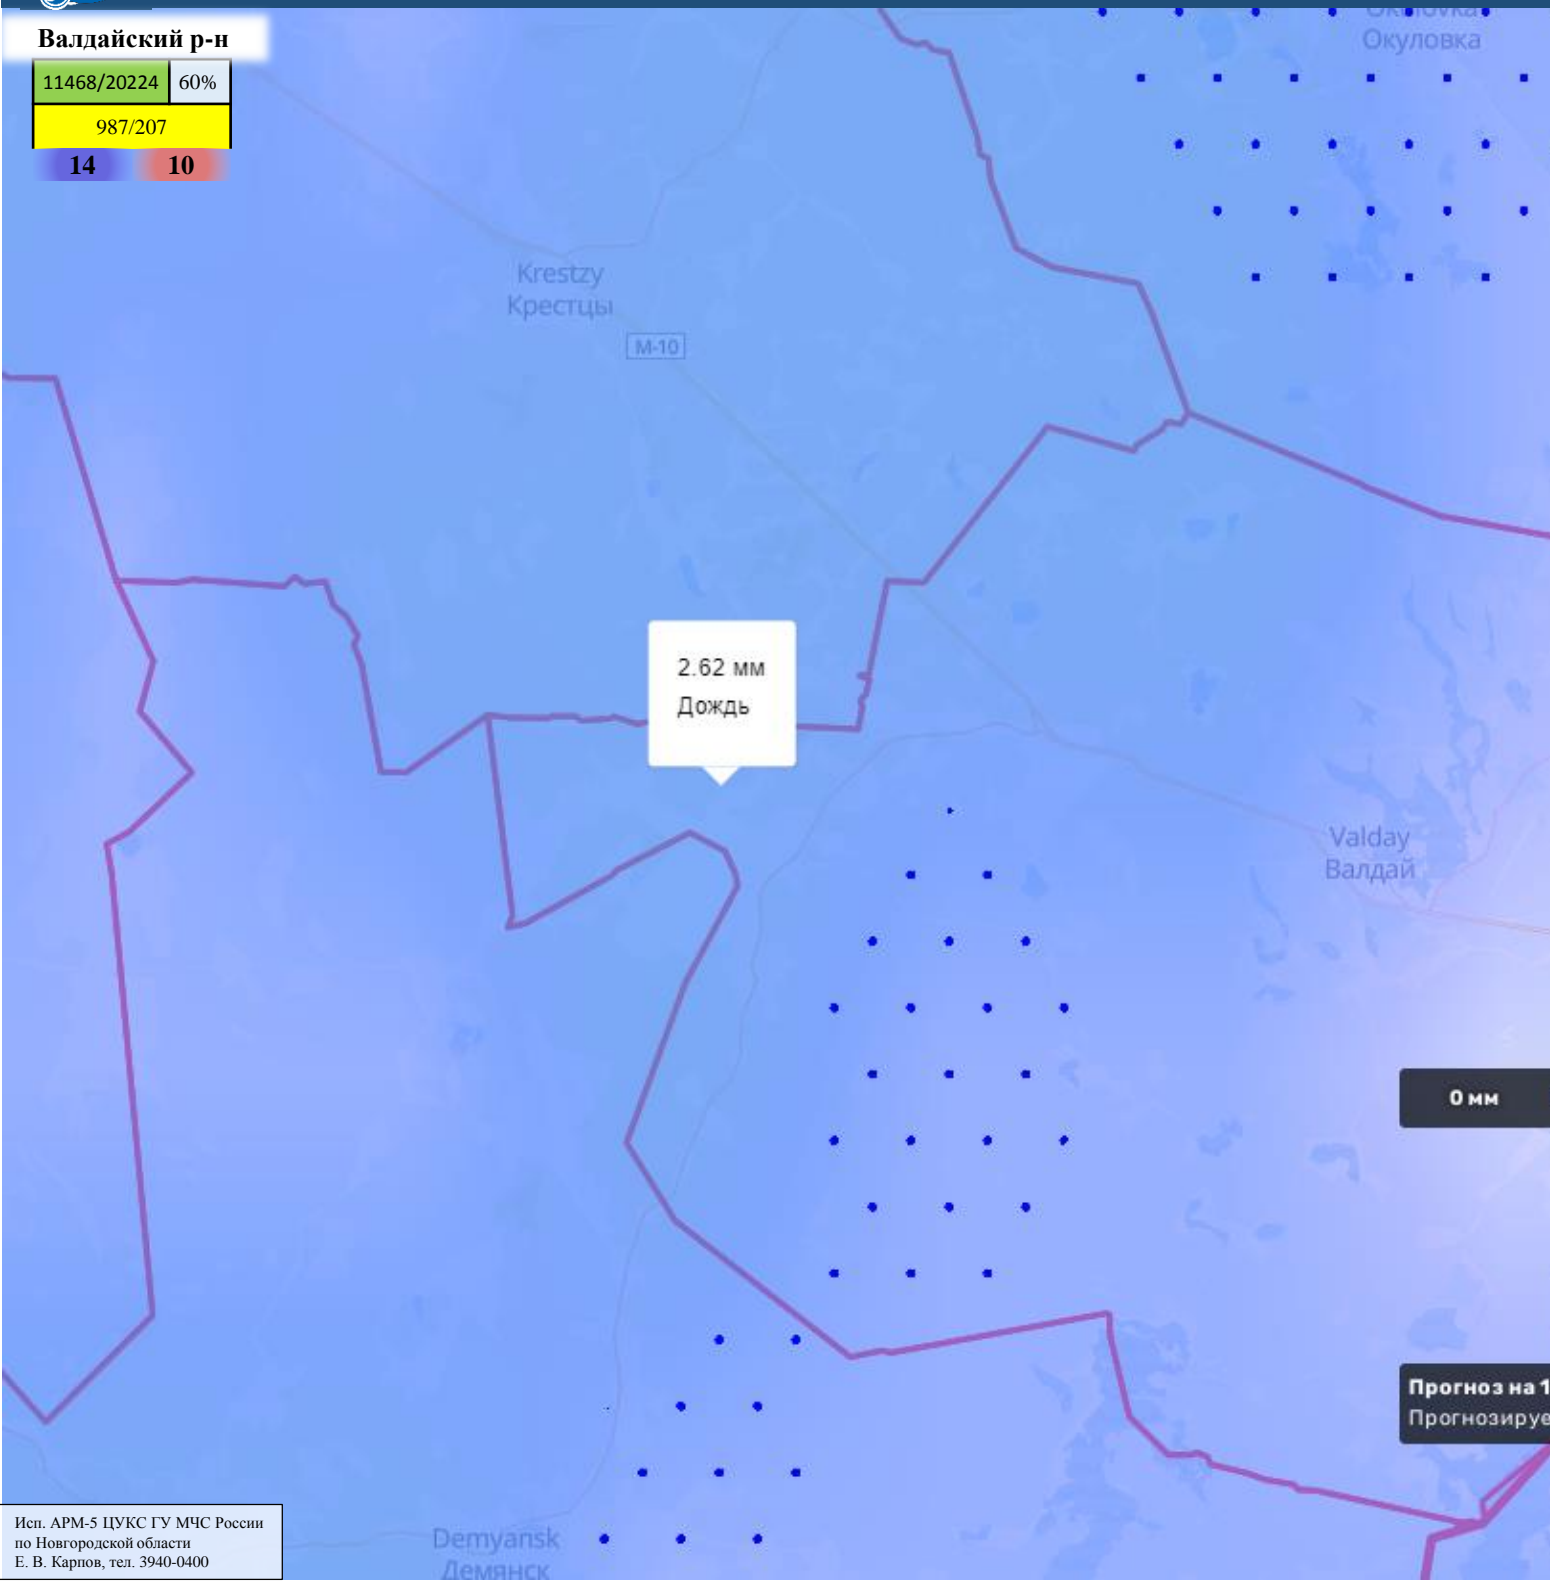 Валдайский р-н
11468/20224 60%
987/207
14 10
Окуловка
Krestzy
Крестцы
M-10
2.62 мм
Дождь
Valday
Валдай
0 мм
Прогноз на 1
Прогнозируе
Исп. АРМ-5 ЦУКС ГУ МЧС России
по Новгородской области
Е. В. Карпов, тел. 3940-0400
Demyansk
Демянск